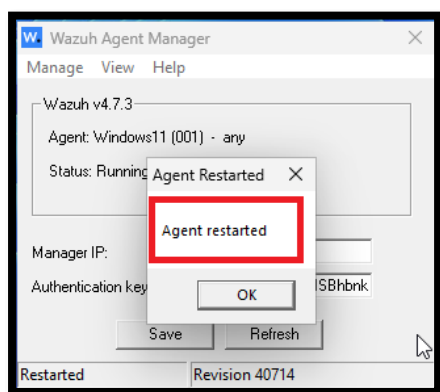 W. Wazuh Agent Manager
Manage View Help
Wazuh v4.7.3
Agent: Windows11 (001) - any
Status: Running
Agent Restarted
Agent restarted
OK
Manager IP:
Authentication key
Save Refresh
Restarted Revision 40714